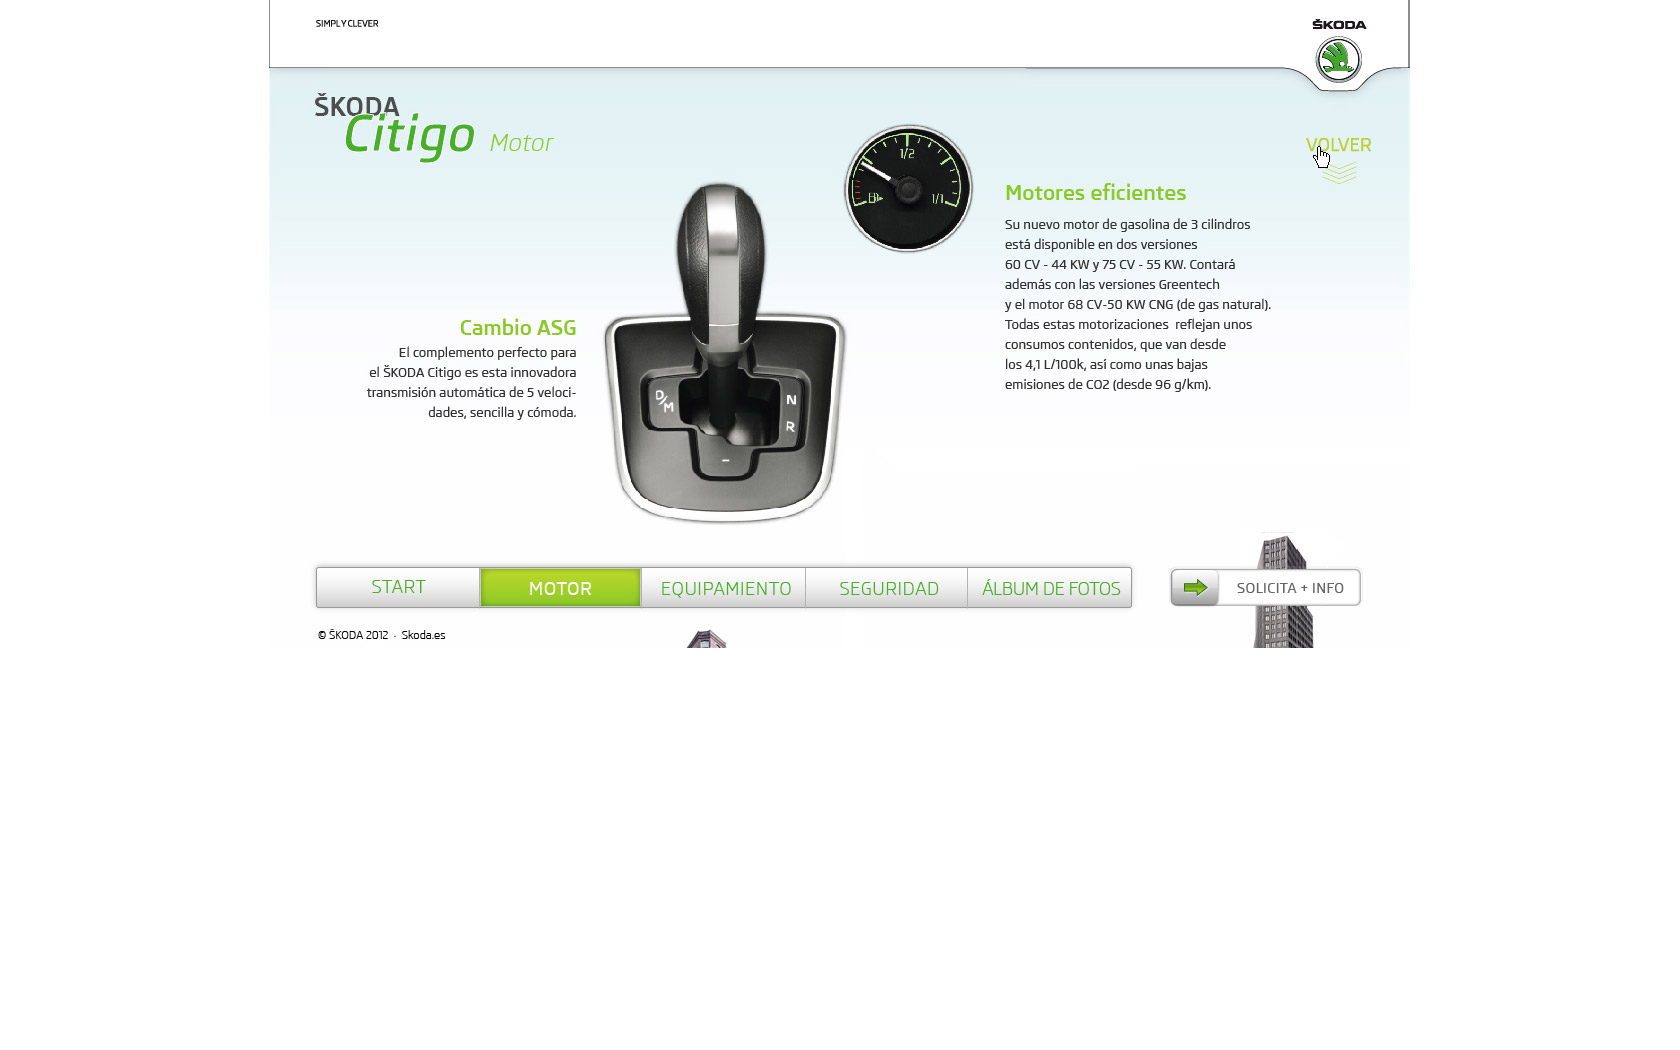 SIMPLY CLEVER
ŠKODA
ŠKODA
Citigo Motor
VOLVER
1/2
1/1
Motores eficientes
Su nuevo motor de gasolina de 3 cilindros
está disponible en dos versiones
60 CV - 44 KW y 75 CV - 55 KW. Contará
además con las versiones Greentech
y el motor 68 CV-50 KW CNG (de gas natural).
Todas estas motorizaciones reflejan unos
consumos contenidos, que van desde
los 4,1 L/100k, así como unas bajas
emisiones de CO2 (desde 96 g/km).
Cambio ASG
El complemento perfecto para
el ŠKODA Citigo es esta innovadora
transmisión automática de 5 veloci-
dades, sencilla y cómoda.
D/M
N
R
-
START
MOTOR
EQUIPAMIENTO
SEGURIDAD
ÁLBUM DE FOTOS
SOLICITA + INFO
© ŠKODA 2012 · Skoda.es